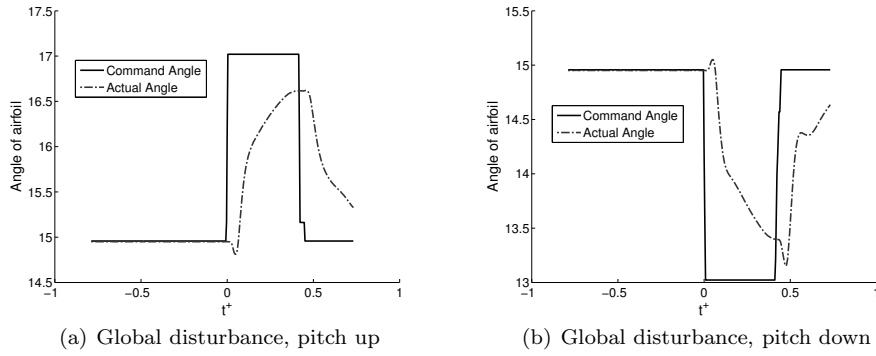 17.5
17
16.5
16
15.5
15
14.5
Angle of airfoil
Command Angle
Actual Angle
−1
−0.5
0
0.5
1
t+
(a) Global disturbance, pitch up
15.5
15
14.5
14
13.5
13
Angle of airfoil
Command Angle
Actual Angle
−1
−0.5
0
0.5
1
t+
(b) Global disturbance, pitch down